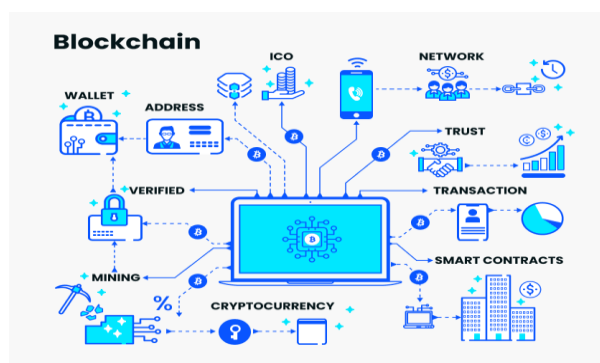 Blockchain
ICO
NETWORK
WALLET
ADDRESS
TRUST
VERIFIED
TRANSACTION
SMART CONTRACTS
MINING
%
CRYPTOCURRENCY